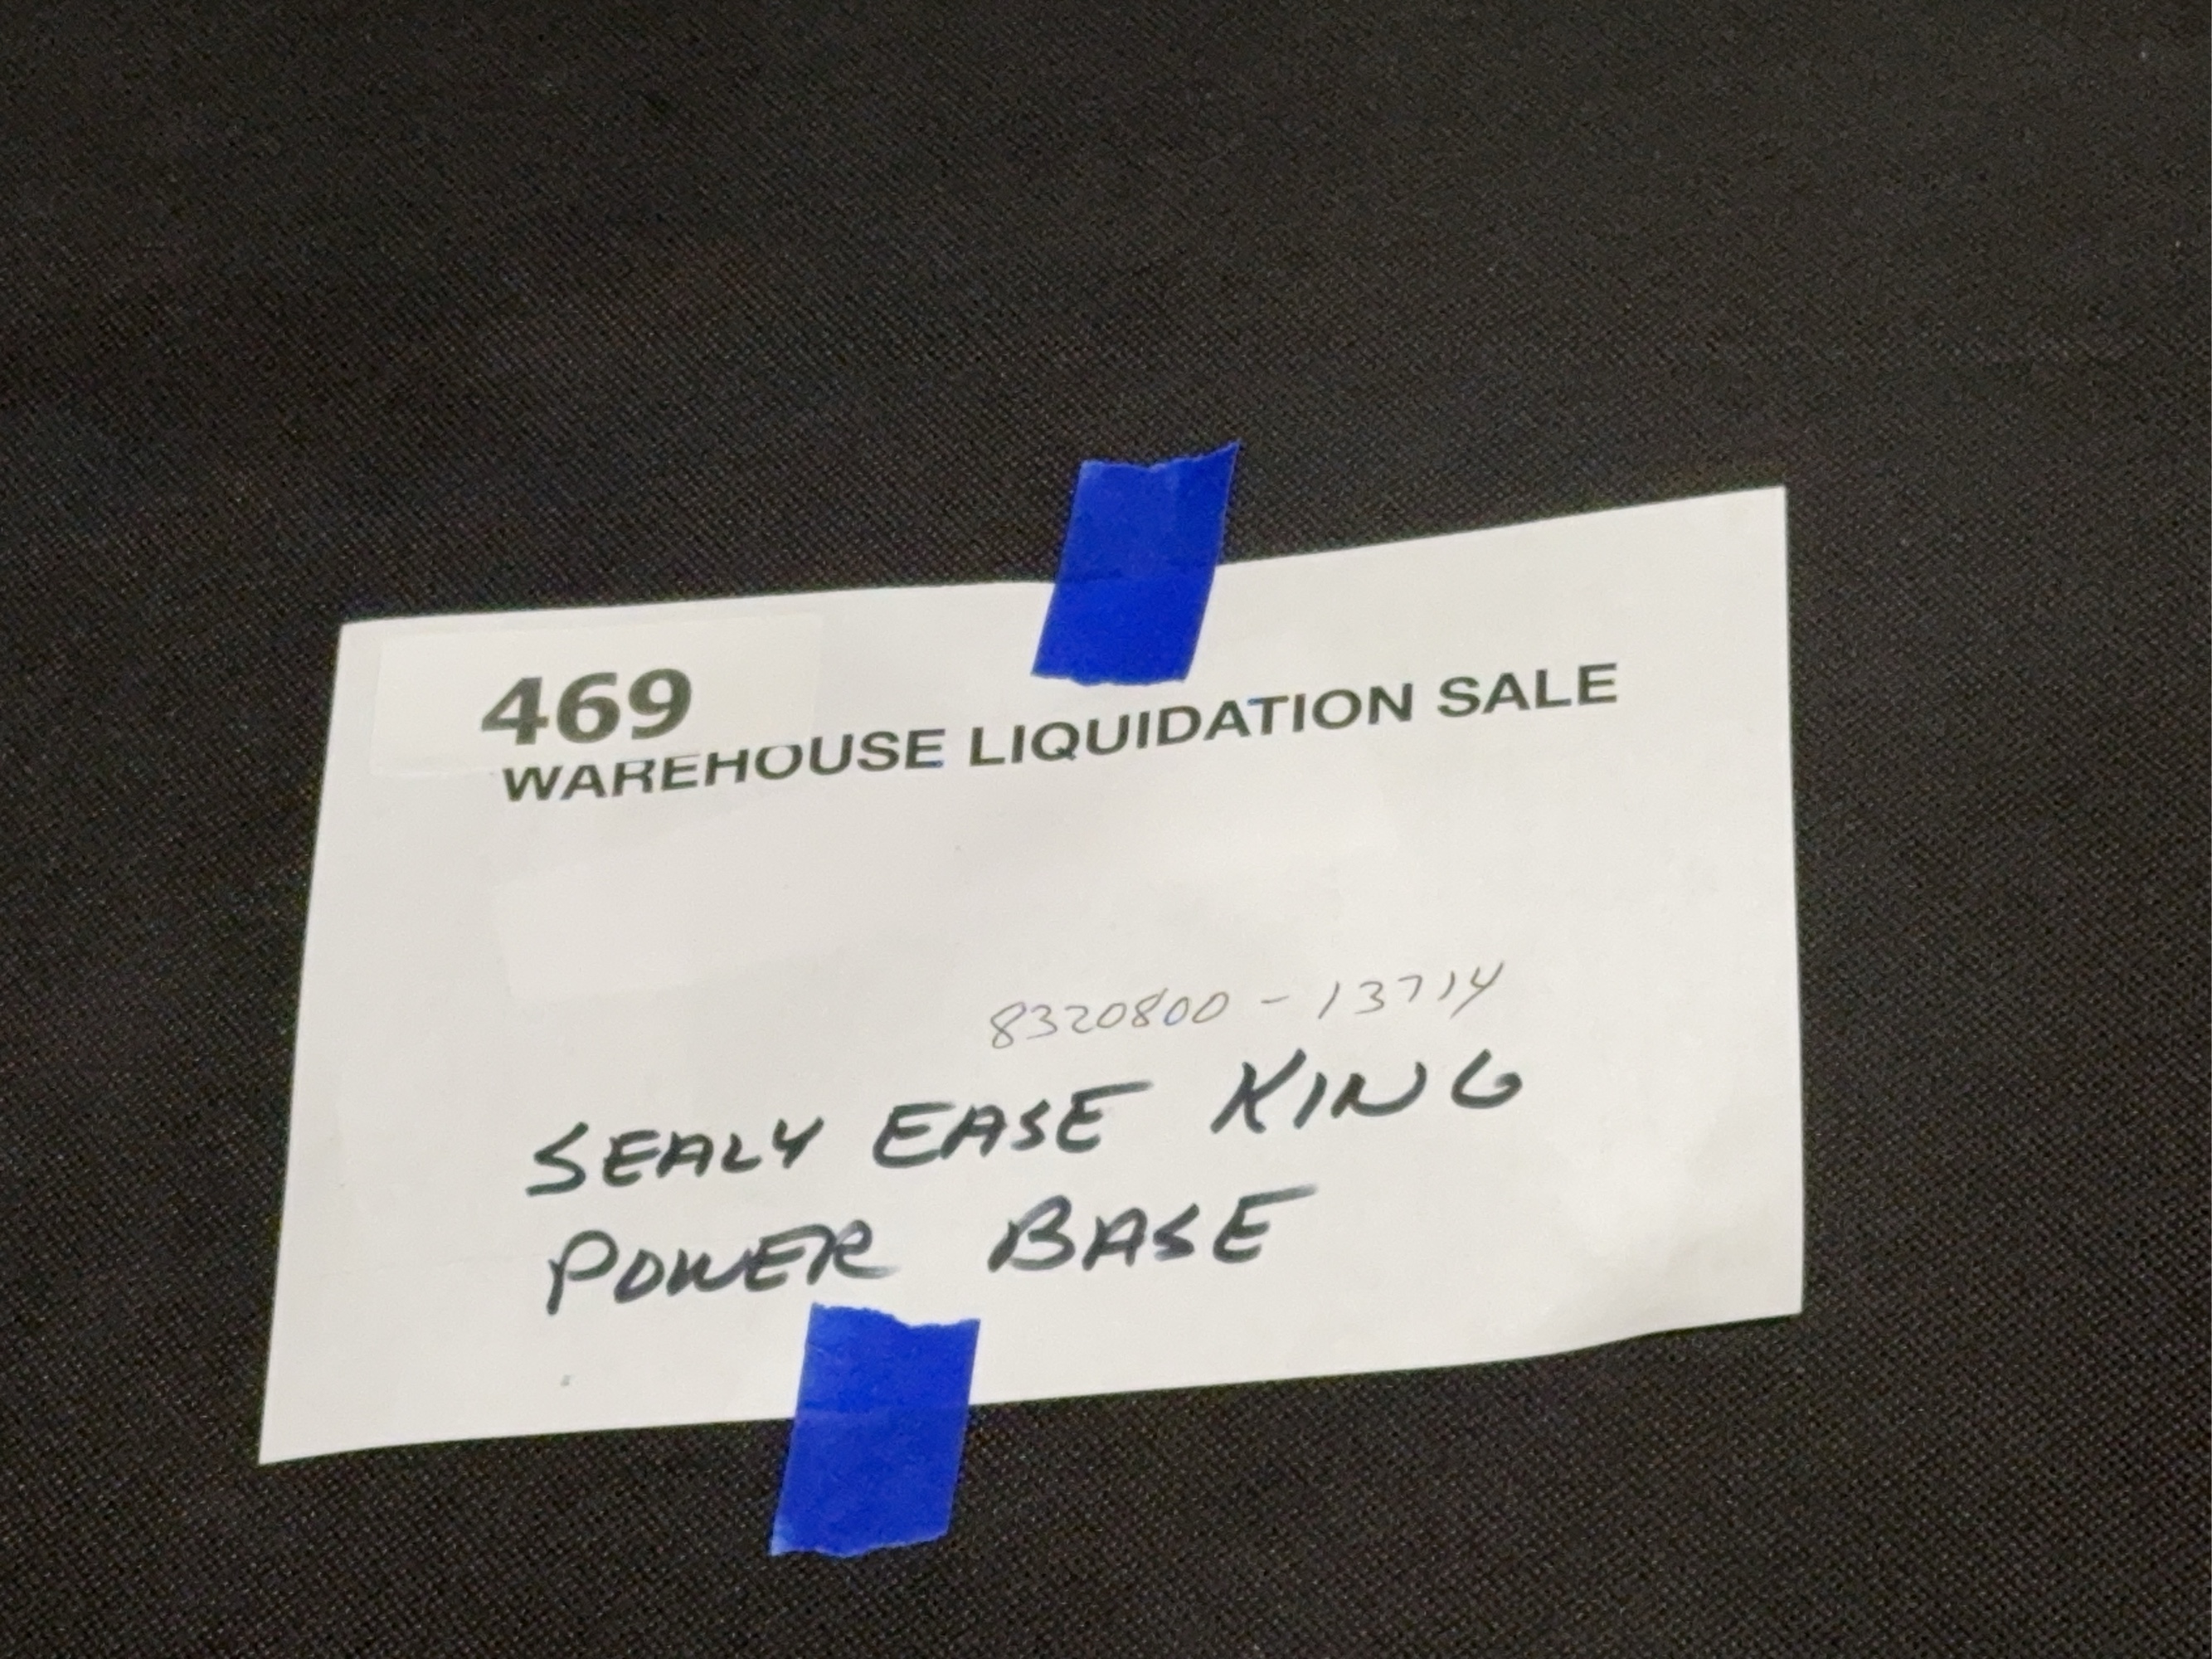 469
WAREHOUSE LIQUIDATION SALE
8320800 - 13714
SEALY EASE KING
POWER BASE